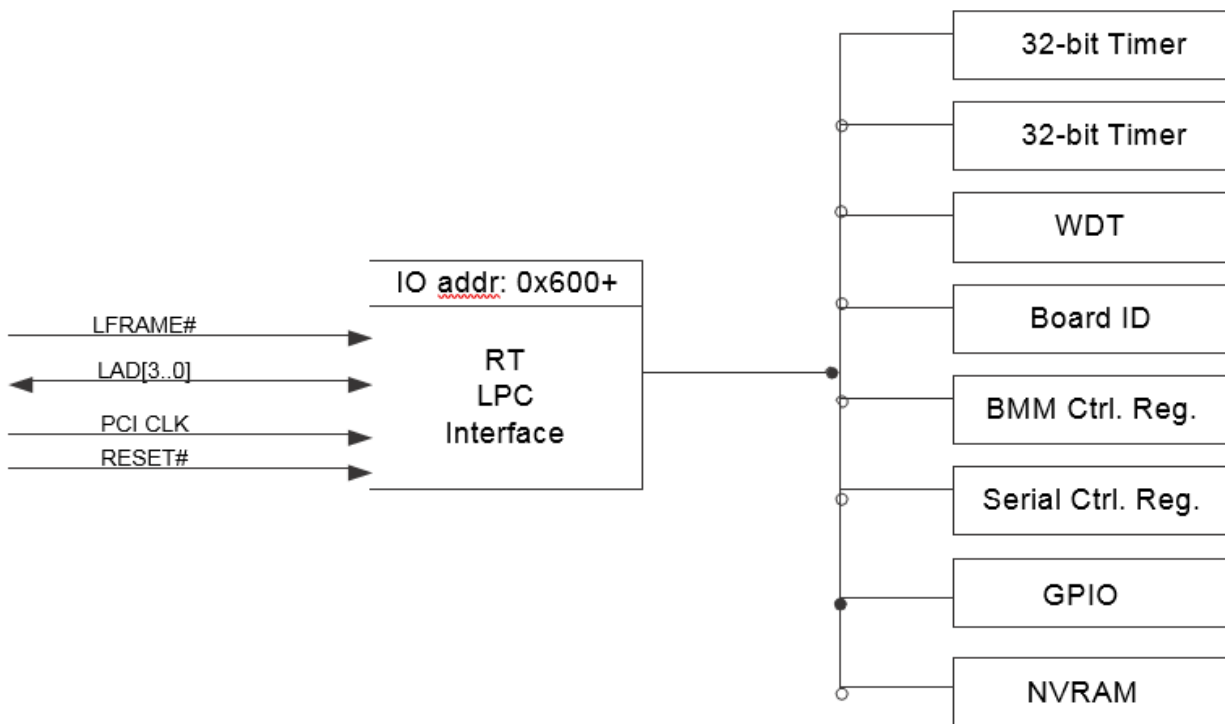 32-bit Timer
32-bit Timer
WDT
IO addr: 0x600+
Board ID
LFRAME#
RT
LAD[3..0]
LPC
BMM Ctrl. Reg.
PCI CLK
Interface
RESET#
Serial Ctrl. Reg.
GPIO
NVRAM